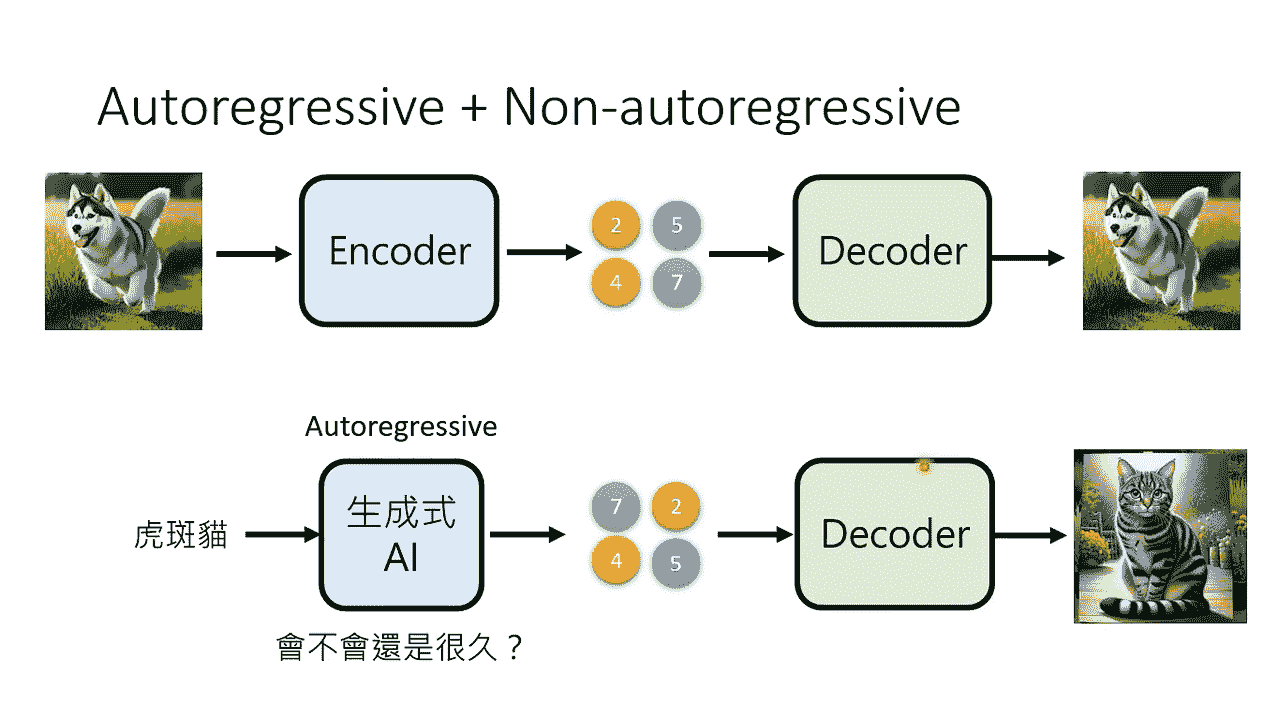 Autoregressive + Non-autoregressive
Encoder
2 5
4 7
Decoder
Autoregressive
虎斑貓
生成式
AI
7 2
4 5
Decoder
會不會還是很久？